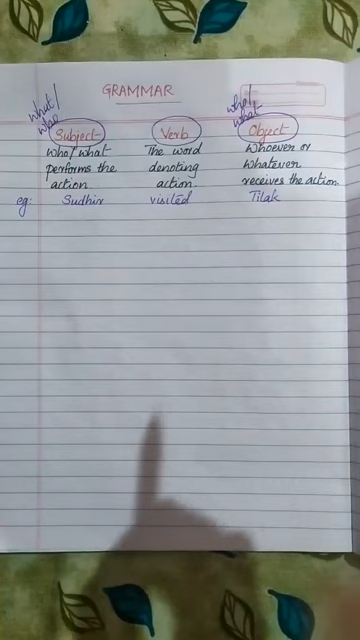 GRAMMAR
what/ who
who/ what
Subject Verb Object
who/what The word Whoever or
performs the denoting whatever
action action. receives the action.
eg: Sudhir visited Tilak